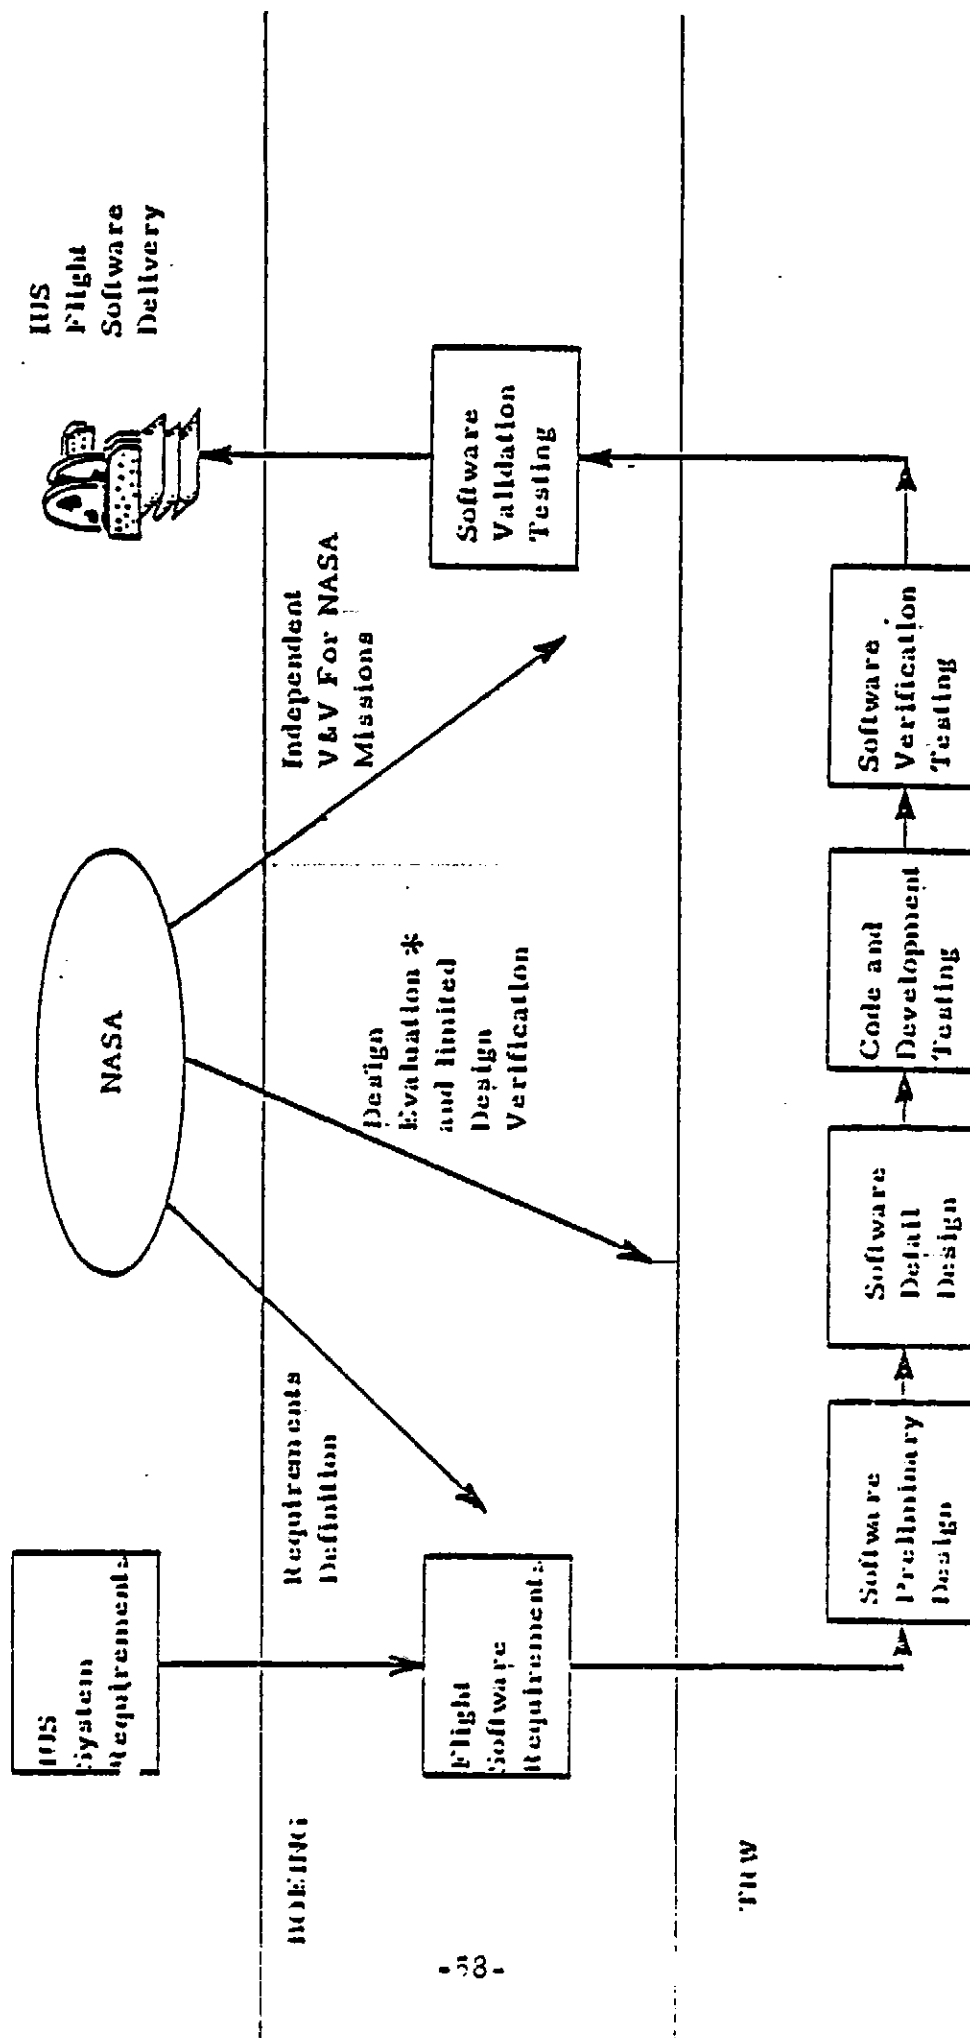 IUS
System
Requirements
NASA
IUS
Flight
Software
Delivery
BOEING
Requirements
Definition
Design
Evaluation *
and limited
Design
Verification
Independent
V&V For NASA
Missions
Flight
Software
Requirements
Software
Validation
Testing
TRW
Software
Preliminary
Design
Software
Detail
Design
Code and
Development
Testing
Software
Verification
Testing